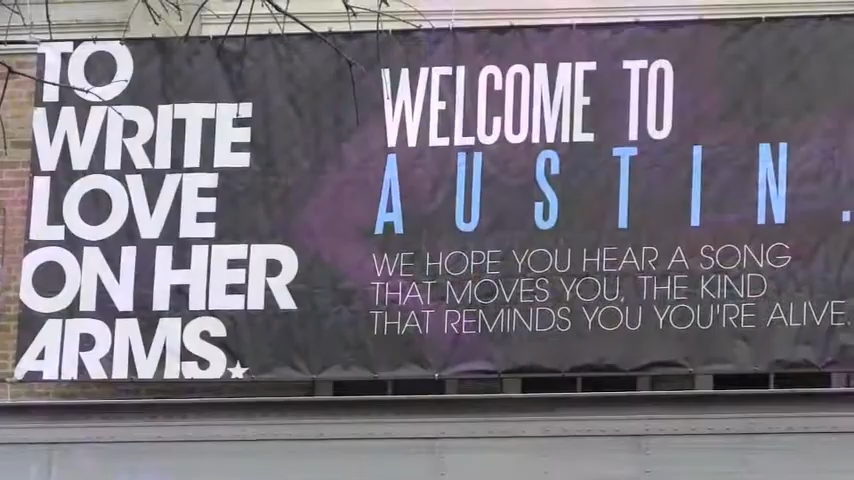 TO
WRITE
LOVE
ON HER
ARMS.
WELCOME TO
AUSTIN.
WE HOPE YOU HEAR A SONG
THAT MOVES YOU, THE KIND
THAT REMINDS YOU YOU'RE ALIVE.